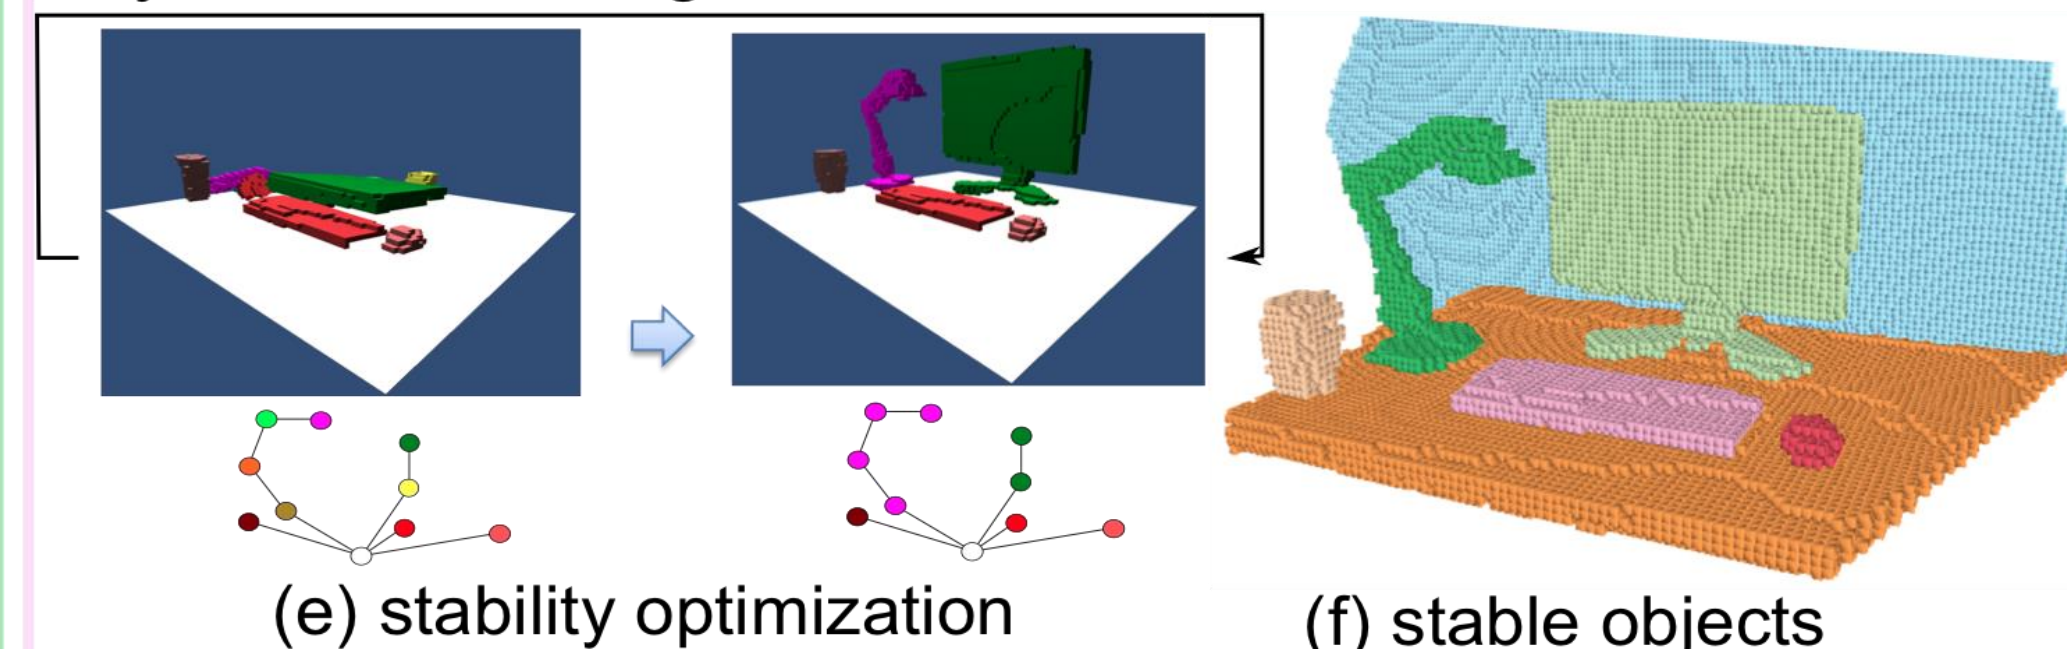 (e) stability optimization
(f) stable objects